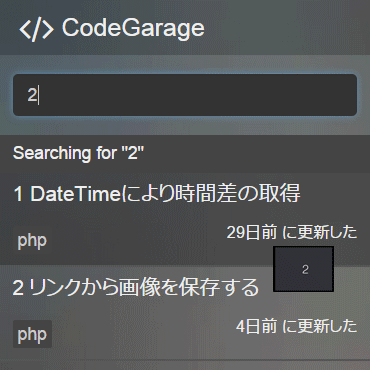 </> CodeGarage
2
Searching for "2"
1 DateTimeにより時間差の取得
php
29日前 に更新した
2
2 リンクから画像を保存する
php
4日前 に更新した